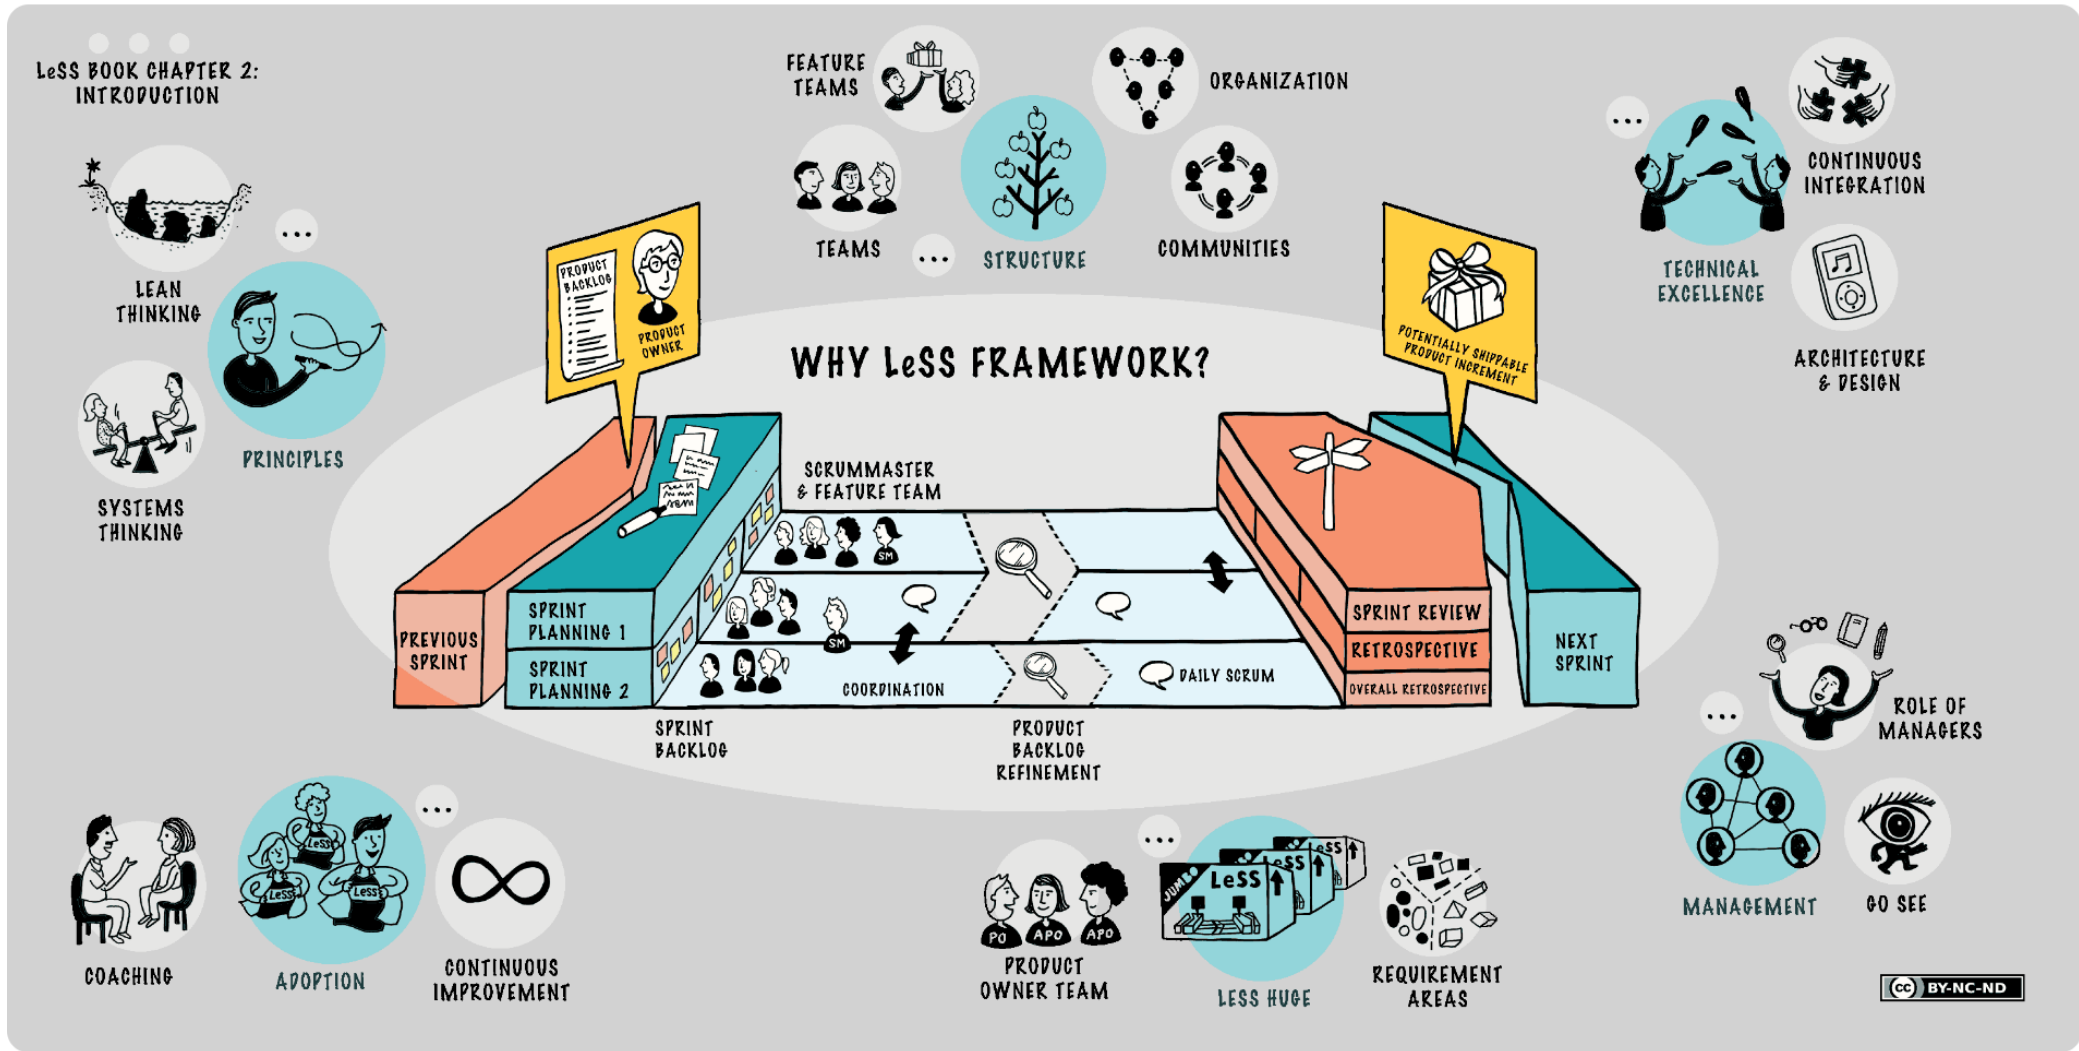 LeSS BOOK CHAPTER 2:
INTRODUCTION
LEAN
THINKING
SYSTEMS
THINKING
PRINCIPLES
FEATURE
TEAMS
TEAMS
STRUCTURE
ORGANIZATION
COMMUNITIES
CONTINUOUS
INTEGRATION
TECHNICAL
EXCELLENCE
ARCHITECTURE
& DESIGN
PRODUCT
BACKLOG
PRODUCT
OWNER
WHY LeSS FRAMEWORK?
POTENTIALLY SHIPPABLE
PRODUCT INCREMENT
SCRUMMASTER
& FEATURE TEAM
SM
SM
PREVIOUS
SPRINT
SPRINT
PLANNING 1
SPRINT
PLANNING 2
COORDINATION
DAILY SCRUM
SPRINT REVIEW
RETROSPECTIVE
OVERALL RETROSPECTIVE
NEXT
SPRINT
SPRINT
BACKLOG
PRODUCT
BACKLOG
REFINEMENT
ROLE OF
MANAGERS
MANAGEMENT
GO SEE
COACHING
LeSS
LeSS
LeSS
ADOPTION
CONTINUOUS
IMPROVEMENT
PO
APO
APO
PRODUCT
OWNER TEAM
JUMBO
LeSS
LeSS
LeSS
LESS HUGE
REQUIREMENT
AREAS
cc BY-NC-ND